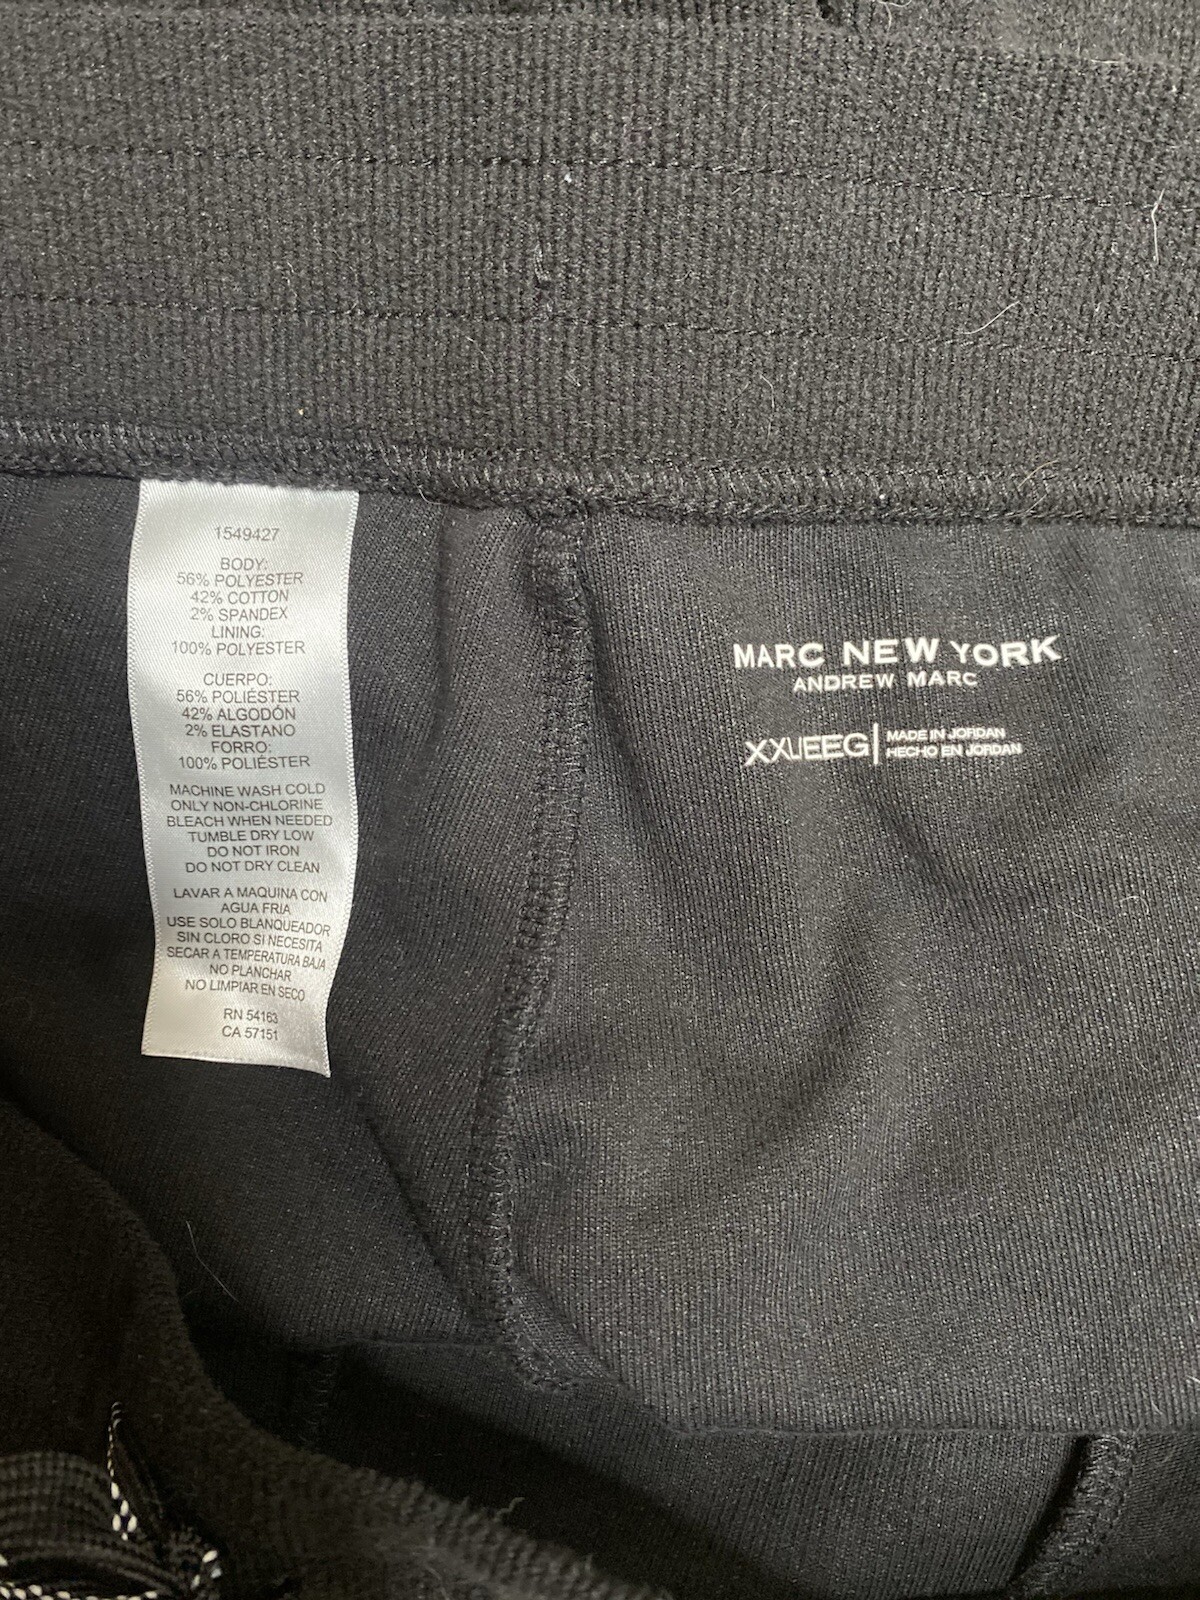 1549427
BODY:
56% POLYESTER
42% COTTON
2% SPANDEX
LINING:
100% POLYESTER
CUERPO:
56% POLIÉSTER
42% ALGODÓN
2% ELASTANO
FORRO:
100% POLIÉSTER
MACHINE WASH COLD
ONLY NON-CHLORINE
BLEACH WHEN NEEDED
TUMBLE DRY LOW
DO NOT IRON
DO NOT DRY CLEAN
LAVAR A MAQUINA CON
AGUA FRIA
USE SOLO BLANQUEADOR
SIN CLORO SI NECESITA
SECAR A TEMPERATURA BAJA
NO PLANCHAR
NO LIMPIAR EN SECO
RN 54163
CA 57151
MARC NEW YORK
ANDREW MARC
XXL/EEG
MADE IN JORDAN
HECHO EN JORDAN